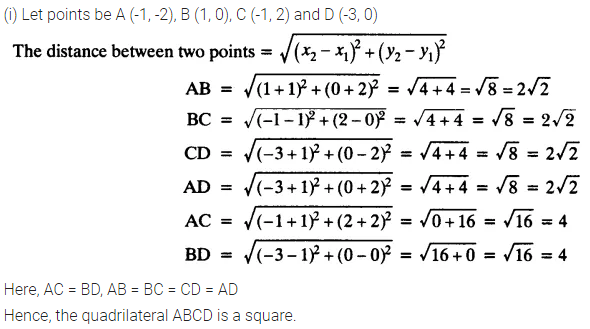 (i) Let points be A (-1, -2), B (1, 0), C (-1, 2) and D (-3, 0)
The distance between two points = √((x₂ − x₁)² + (y₂ − y₁)²)
AB = √((1 + 1)² + (0 + 2)²) = √(4 + 4) = √8 = 2√2
BC = √((−1 − 1)² + (2 − 0)²) = √(4 + 4) = √8 = 2√2
CD = √((−3 + 1)² + (0 − 2)²) = √(4 + 4) = √8 = 2√2
AD = √((−3 + 1)² + (0 + 2)²) = √(4 + 4) = √8 = 2√2
AC = √((−1 + 1)² + (2 + 2)²) = √(0 + 16) = √16 = 4
BD = √((−3 − 1)² + (0 − 0)²) = √(16 + 0) = √16 = 4
Here, AC = BD, AB = BC = CD = AD
Hence, the quadrilateral ABCD is a square.